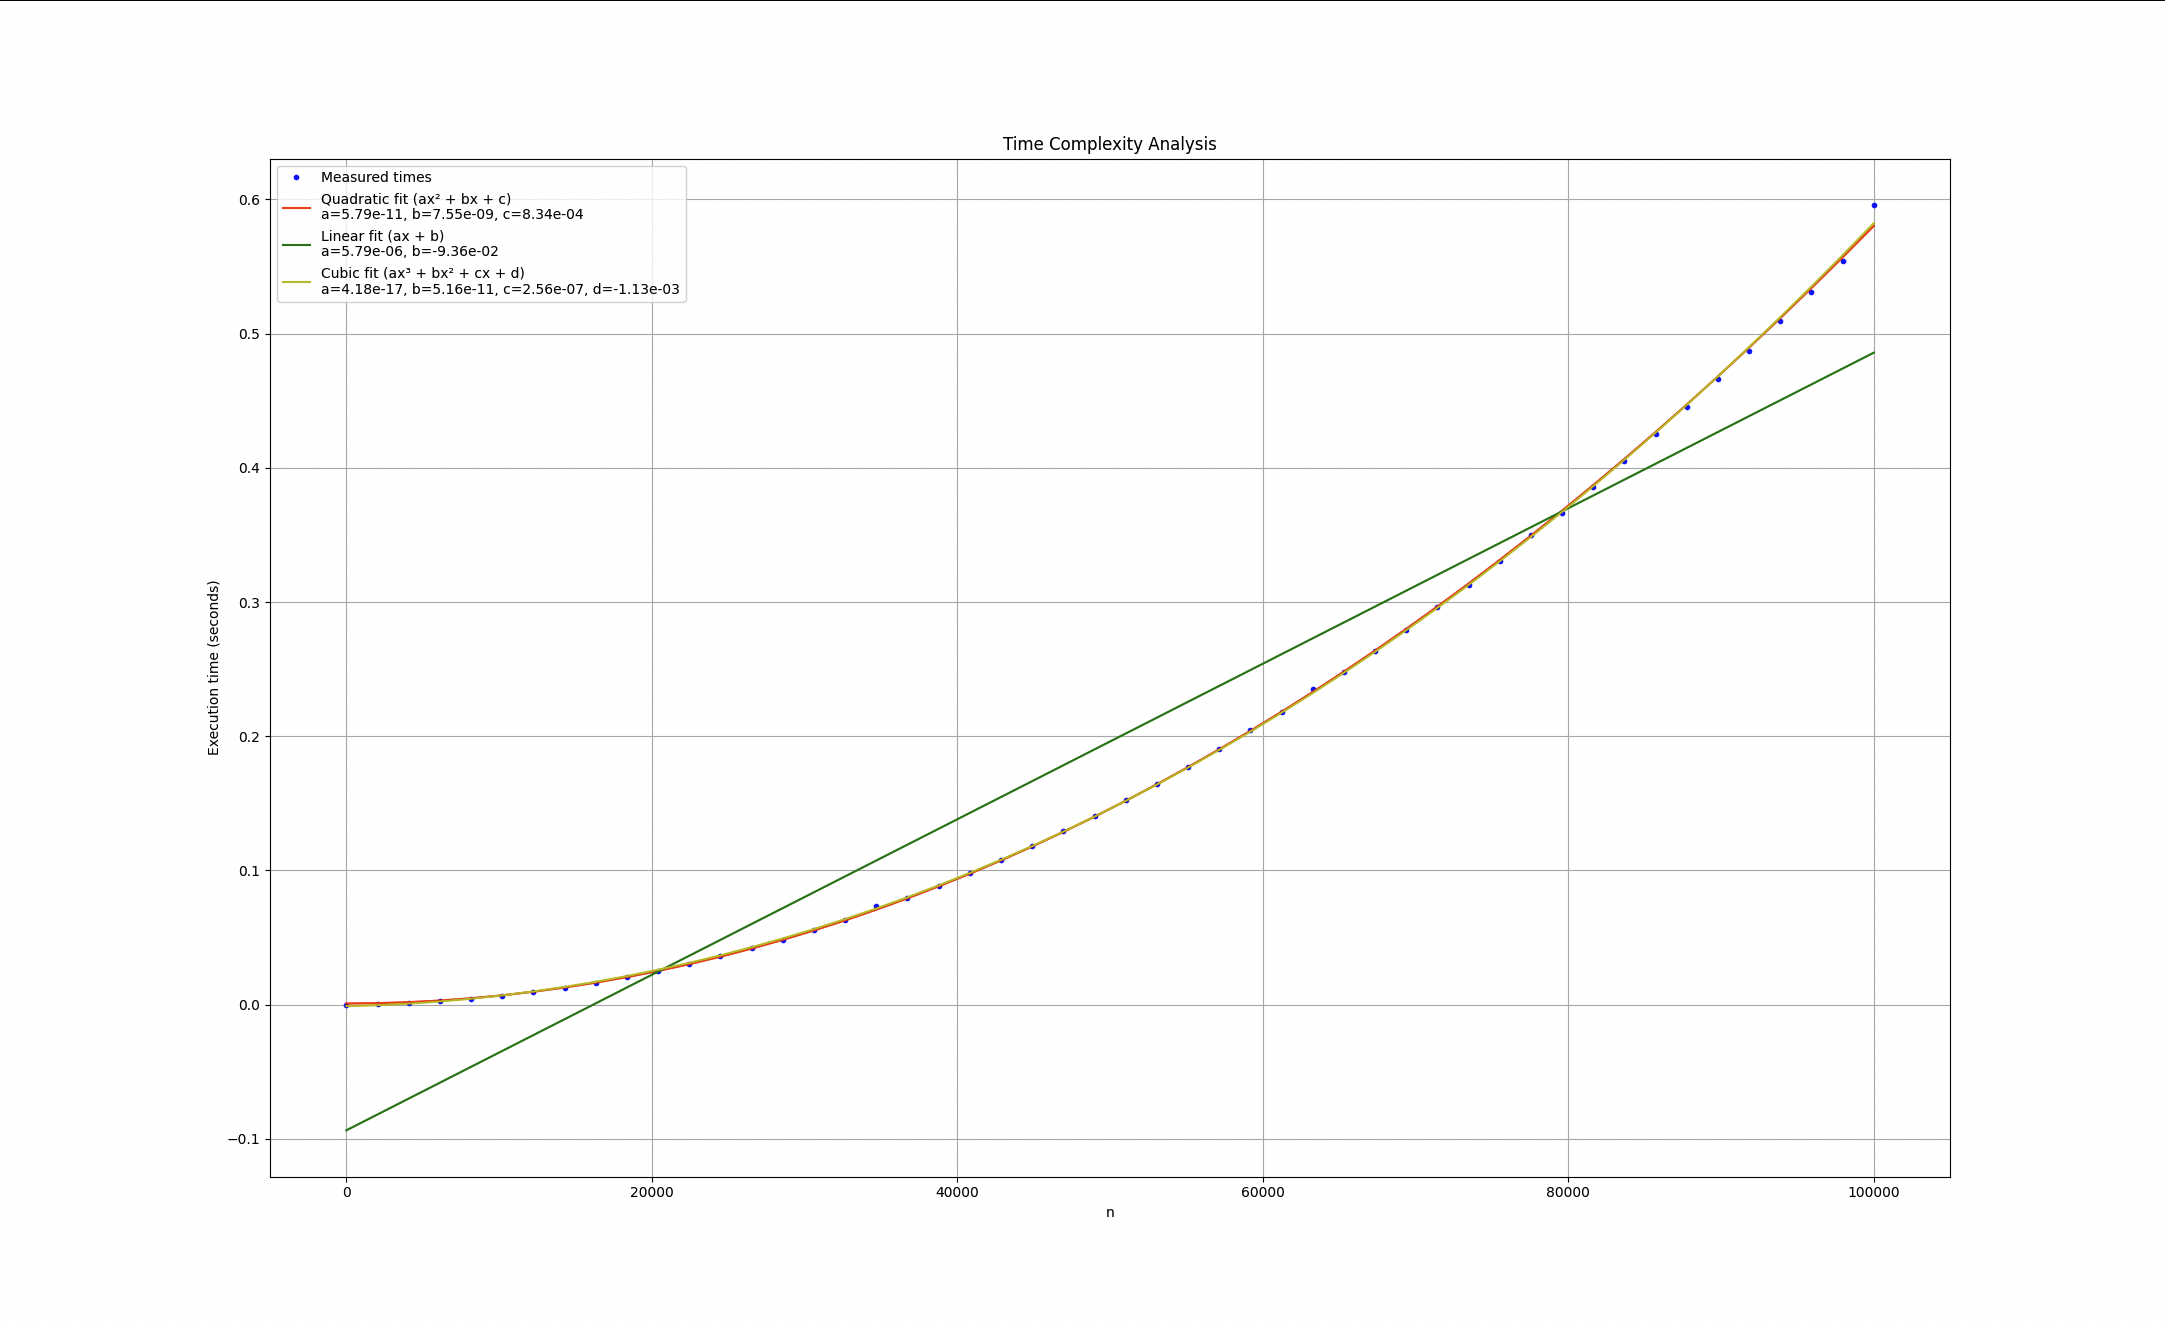 Time Complexity Analysis
Measured times
Quadratic fit (ax² + bx + c)
a=5.79e-11, b=7.55e-09, c=8.34e-04
Linear fit (ax + b)
a=5.79e-06, b=-9.36e-02
Cubic fit (ax³ + bx² + cx + d)
a=4.18e-17, b=5.16e-11, c=2.56e-07, d=-1.13e-03
0.6
0.5
0.4
0.3
0.2
0.1
0.0
−0.1
Execution time (seconds)
0 20000 40000 60000 80000 100000
n